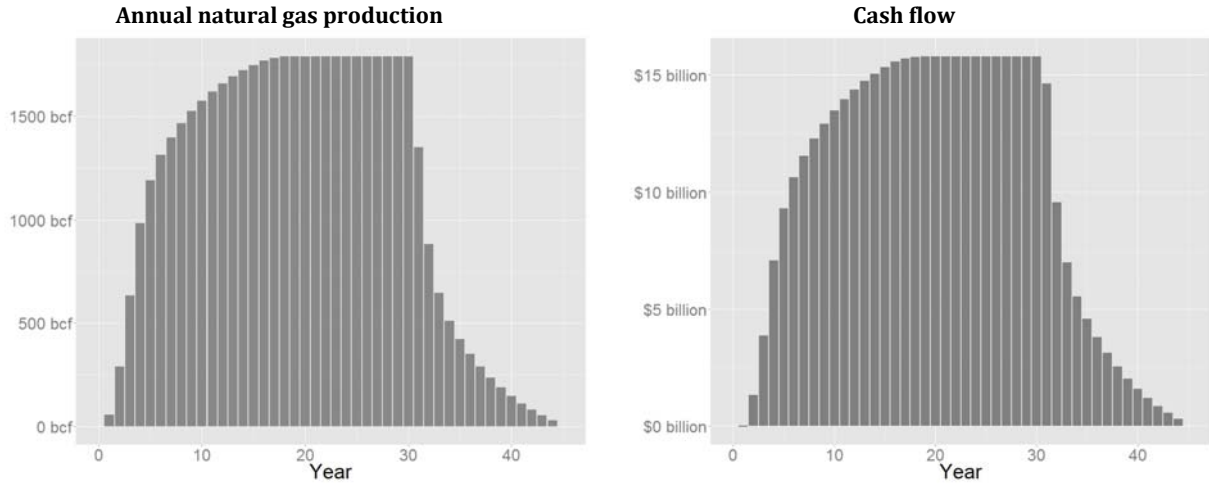 Annual natural gas production
1500 bcf
1000 bcf
500 bcf
0 bcf
0 10 20 30 40
Year
Cash flow
$15 billion
$10 billion
$5 billion
$0 billion
0 10 20 30 40
Year